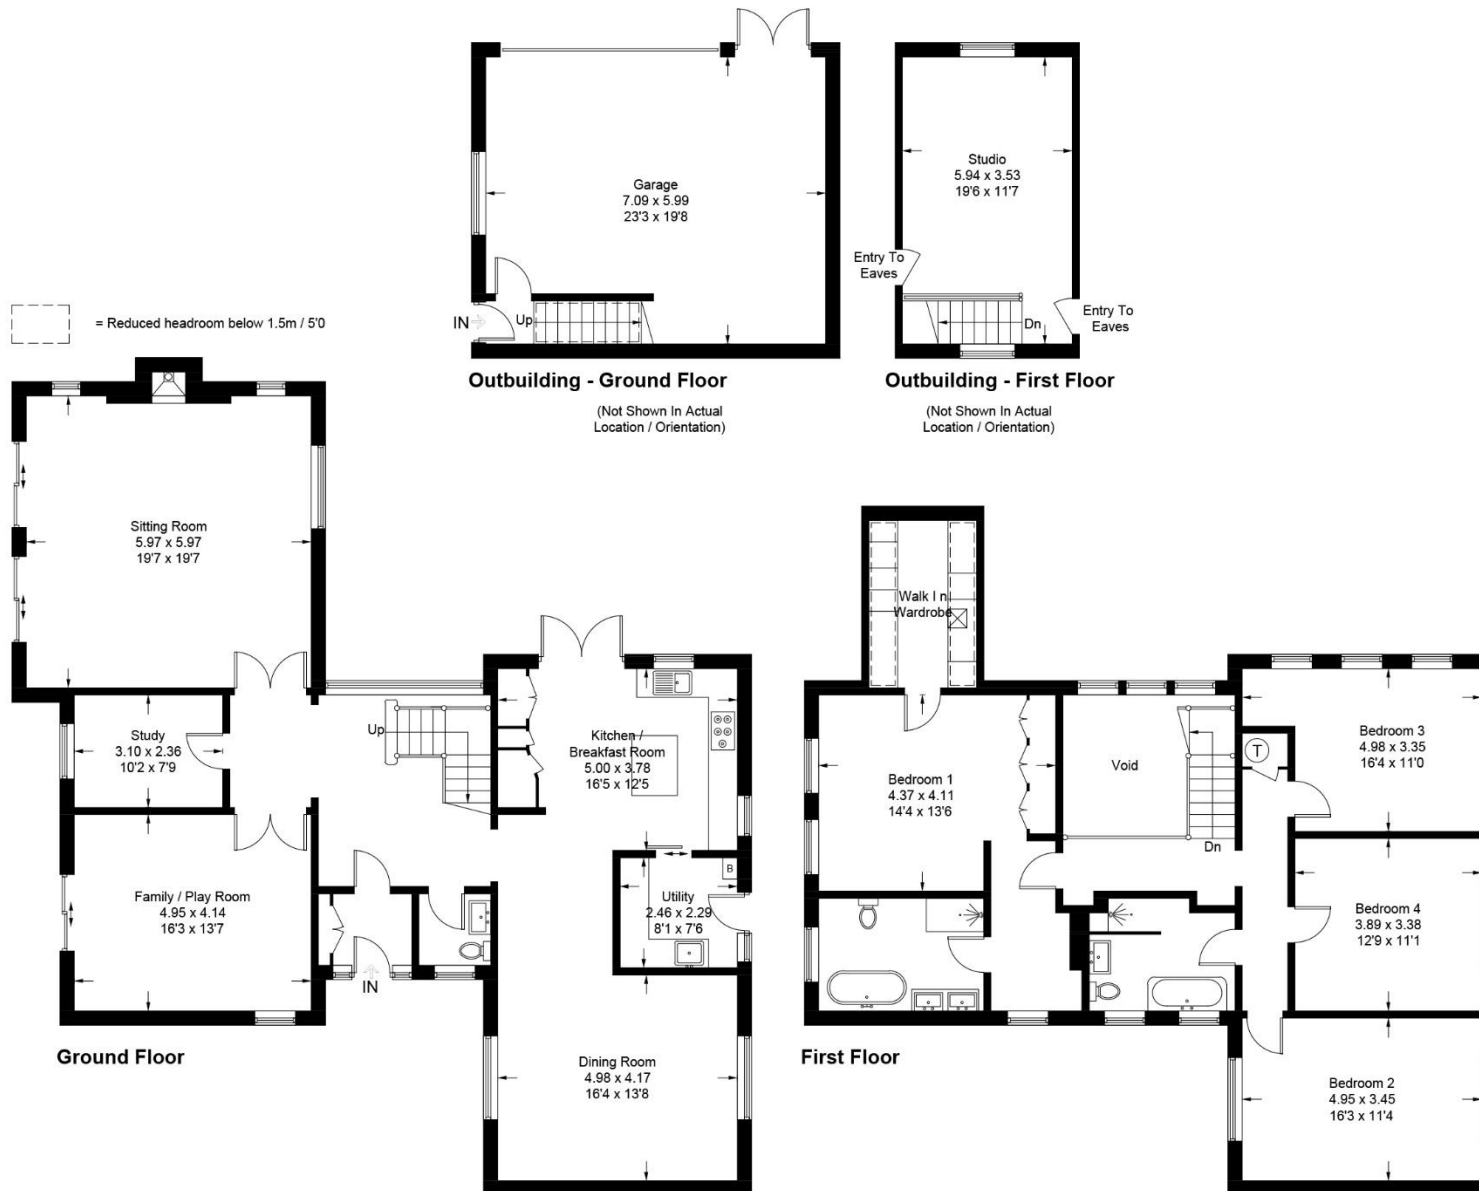 Garage
7.09 x 5.99
23'3 x 19'8
IN
Up
Outbuilding - Ground Floor
(Not Shown In Actual
Location / Orientation)
Studio
5.94 x 3.53
19'6 x 11'7
Entry To
Eaves
Entry To
Eaves
Dn
Outbuilding - First Floor
(Not Shown In Actual
Location / Orientation)
= Reduced headroom below 1.5m / 5'0
Sitting Room
5.97 x 5.97
19'7 x 19'7
Study
3.10 x 2.36
10'2 x 7'9
Up
Kitchen /
Breakfast Room
5.00 x 3.78
16'5 x 12'5
Family / Play Room
4.95 x 4.14
16'3 x 13'7
Utility
2.46 x 2.29
8'1 x 7'6
B
IN
Dining Room
4.98 x 4.17
16'4 x 13'8
Ground Floor
Walk In
Wardrobe
Bedroom 1
4.37 x 4.11
14'4 x 13'6
Void
T
Dn
Bedroom 3
4.98 x 3.35
16'4 x 11'0
Bedroom 4
3.89 x 3.38
12'9 x 11'1
Bedroom 2
4.95 x 3.45
16'3 x 11'4
First Floor